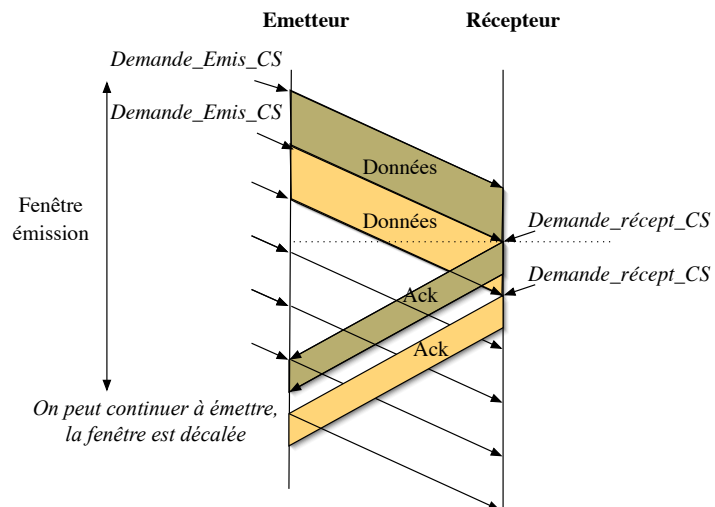 Emetteur
Récepteur
Demande_Emis_CS
Demande_Emis_CS
Données
Fenêtre
émission
Données
Demande_récept_CS
Demande_récept_CS
Ack
Ack
On peut continuer à émettre,
la fenêtre est décalée